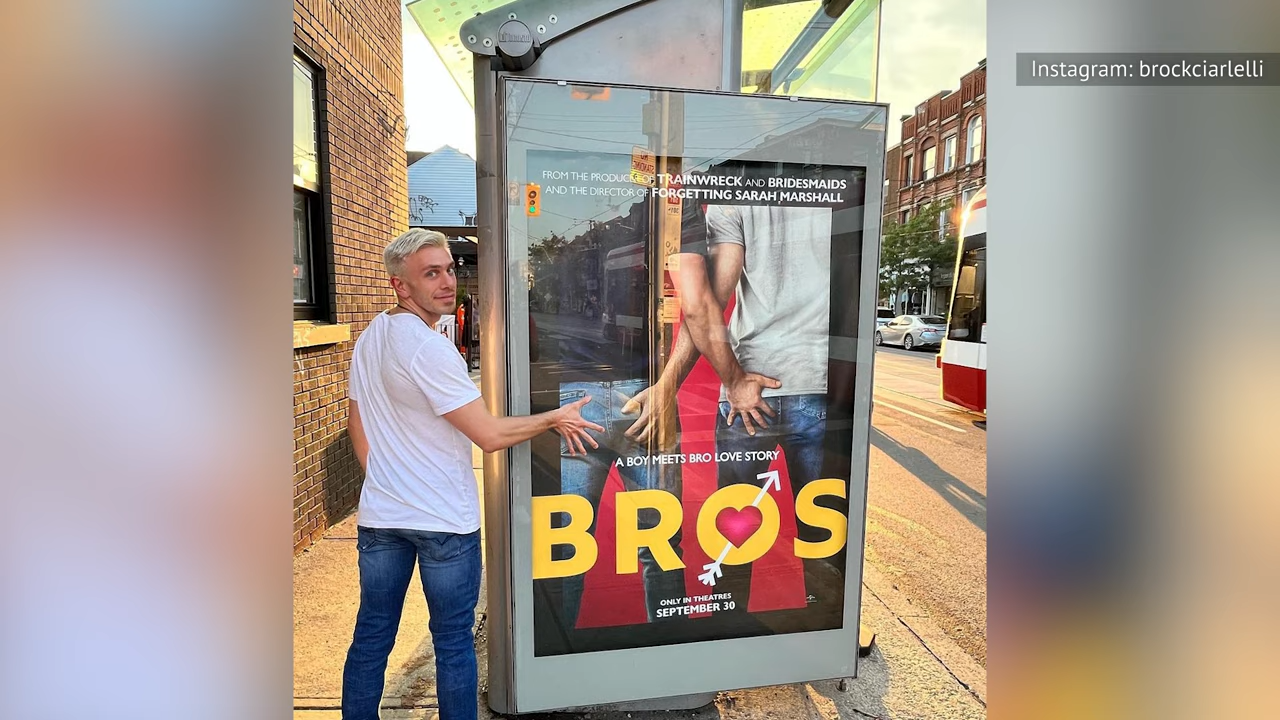 Instagram: brockciarlelli
FROM THE PRODUCER OF TRAINWRECK AND BRIDESMAIDS
AND THE DIRECTOR OF FORGETTING SARAH MARSHALL
A BOY MEETS BRO LOVE STORY
BROS
ONLY IN THEATRES
SEPTEMBER 30